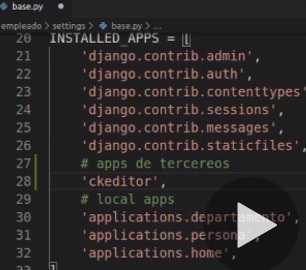 base.py
empleado > settings > base.py > ...
20 INSTALLED_APPS = [
21 'django.contrib.admin',
22 'django.contrib.auth',
23 'django.contrib.contenttypes'
24 'django.contrib.sessions',
25 'django.contrib.messages',
26 'django.contrib.staticfiles',
27 # apps de tercereos
28 'ckeditor',
29 # local apps
30 'applications.departamento',
31 'applications.persona',
32 'applications.home',
33 ]